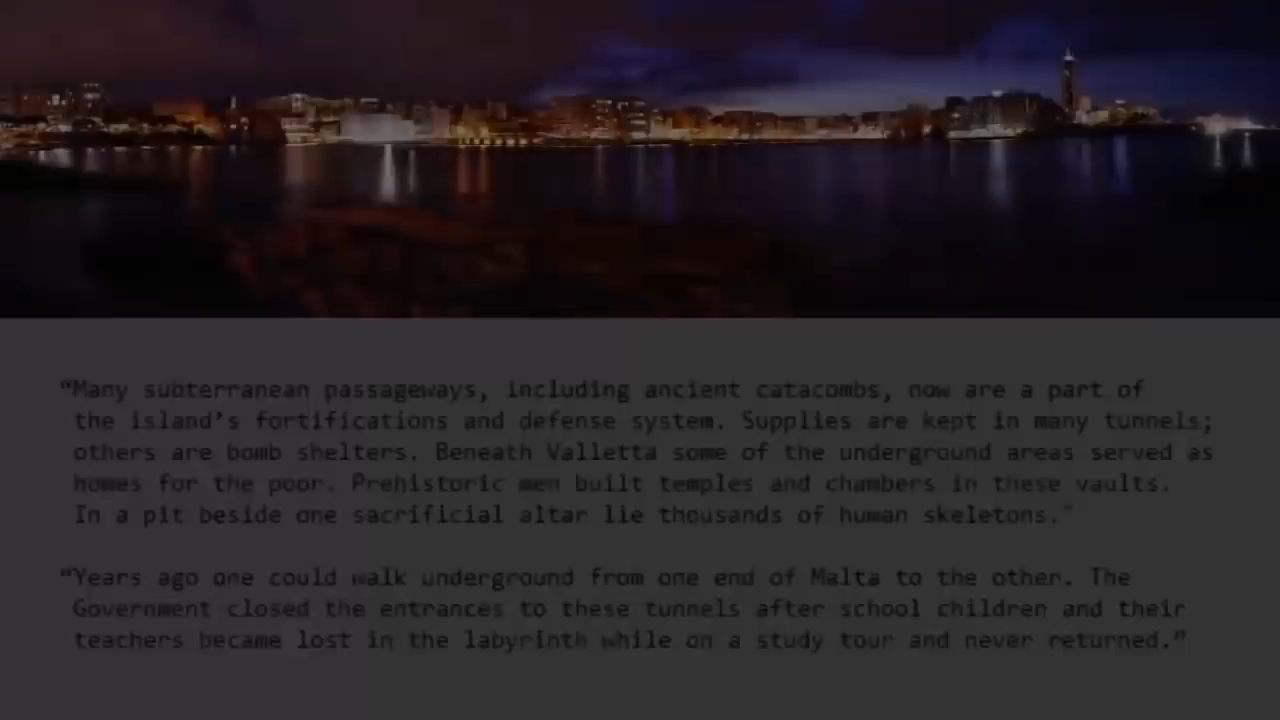 “Many subterranean passageways, including ancient catacombs, now are a part of
the island’s fortifications and defense system. Supplies are kept in many tunnels;
others are bomb shelters. Beneath Valletta some of the underground areas served as
homes for the poor. Prehistoric men built temples and chambers in these vaults.
In a pit beside one sacrificial altar lie thousands of human skeletons."
“Years ago one could walk underground from one end of Malta to the other. The
Government closed the entrances to these tunnels after school children and their
teachers became lost in the labyrinth while on a study tour and never returned.”